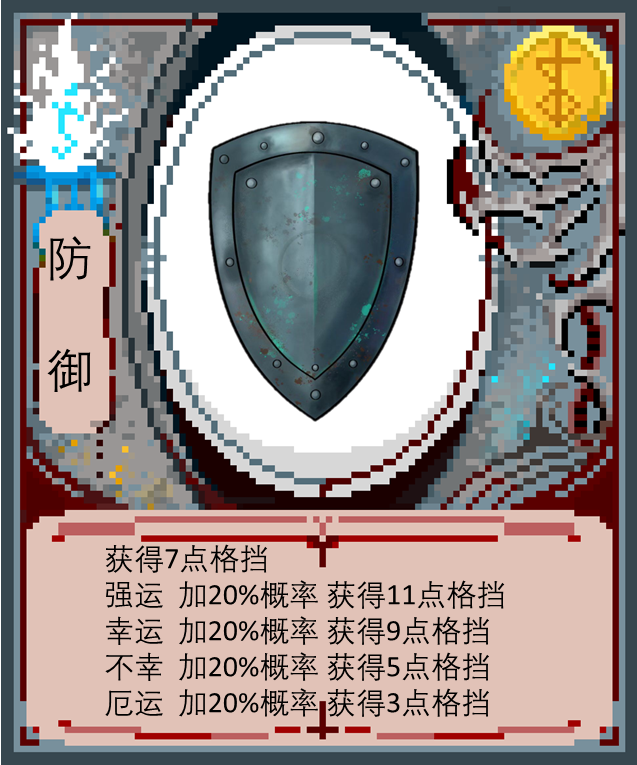 防御
获得7点格挡
强运 加20%概率 获得11点格挡
幸运 加20%概率 获得9点格挡
不幸 加20%概率 获得5点格挡
厄运 加20%概率 获得3点格挡